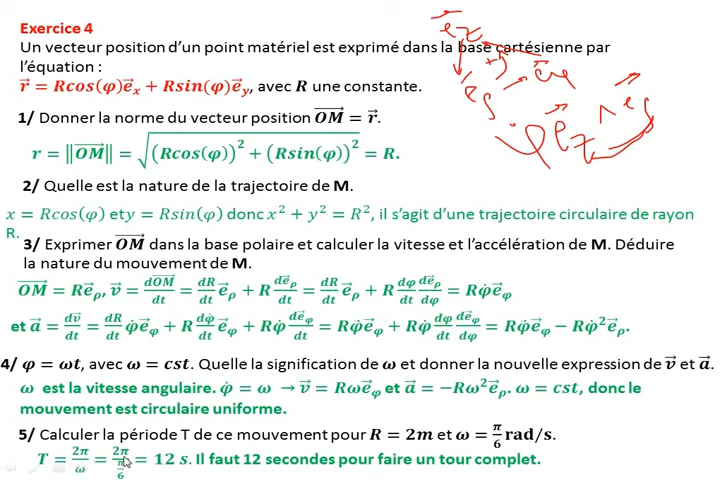 Exercice 4
Un vecteur position d'un point matériel est exprimé dans la base cartésienne par
l'équation :
r⃗ = Rcos(φ)e⃗ₓ + Rsin(φ)e⃗ᵧ, avec R une constante.
1/ Donner la norme du vecteur position OM⃗ = r⃗.
r = ‖OM⃗‖ = √((Rcos(φ))² + (Rsin(φ))²) = R.
2/ Quelle est la nature de la trajectoire de M.
x = Rcos(φ) et y = Rsin(φ) donc x² + y² = R², il s'agit d'une trajectoire circulaire de rayon
R.
3/ Exprimer OM⃗ dans la base polaire et calculer la vitesse et l'accélération de M. Déduire
la nature du mouvement de M.
OM⃗ = Re⃗ᵨ, v⃗ = dOM⃗/dt = dR/dt e⃗ᵨ + R de⃗ᵨ/dt = dR/dt e⃗ᵨ + R dφ/dt de⃗ᵨ/dφ = Rφ̇e⃗ᵩ
et a⃗ = dv⃗/dt = dR/dt φ̇e⃗ᵩ + R dφ̇/dt e⃗ᵩ + Rφ̇ de⃗ᵩ/dt = Rφ̈e⃗ᵩ + Rφ̇ dφ/dt de⃗ᵩ/dφ = Rφ̈e⃗ᵩ − Rφ̇²e⃗ᵨ.
4/ φ = ωt, avec ω = cst. Quelle la signification de ω et donner la nouvelle expression de v⃗ et a⃗.
ω est la vitesse angulaire. φ̇ = ω → v⃗ = Rωe⃗ᵩ et a⃗ = −Rω²e⃗ᵨ. ω = cst, donc le
mouvement est circulaire uniforme.
5/ Calculer la période T de ce mouvement pour R = 2m et ω = π/6 rad/s.
T = 2π/ω = 2π/(π/6) = 12 s. Il faut 12 secondes pour faire un tour complet.